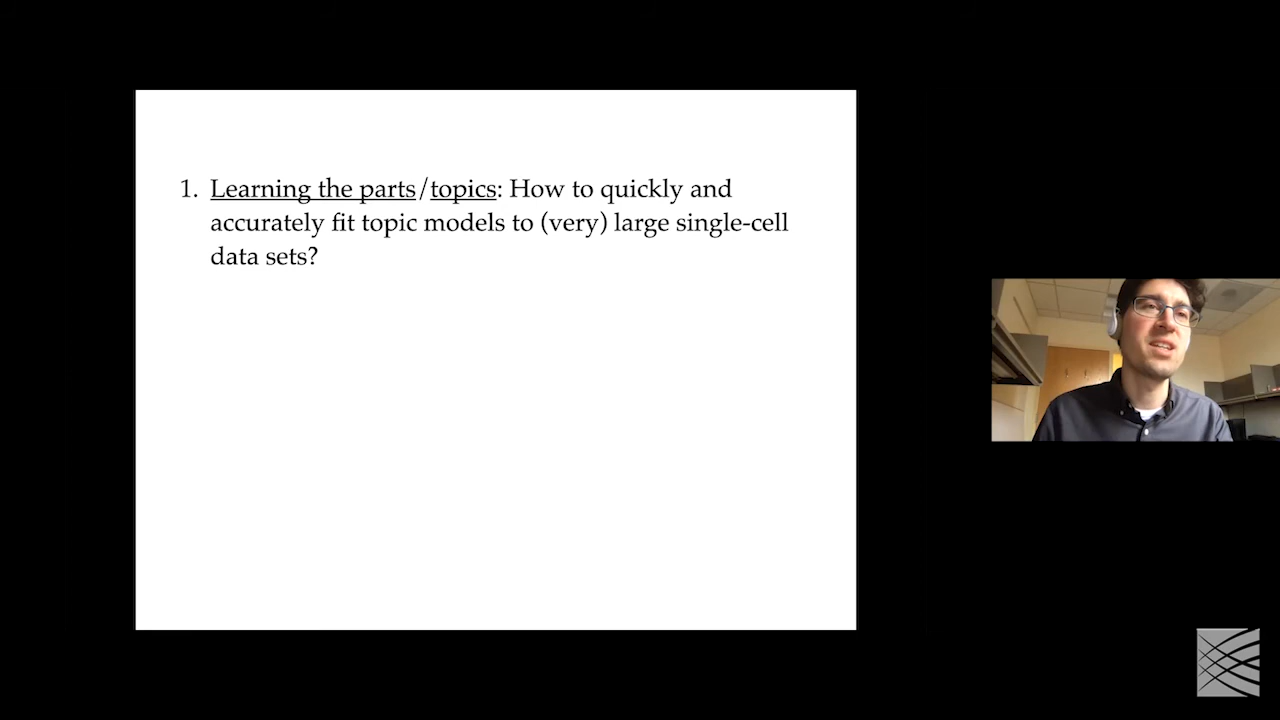 1. Learning the parts/topics: How to quickly and
accurately fit topic models to (very) large single-cell
data sets?